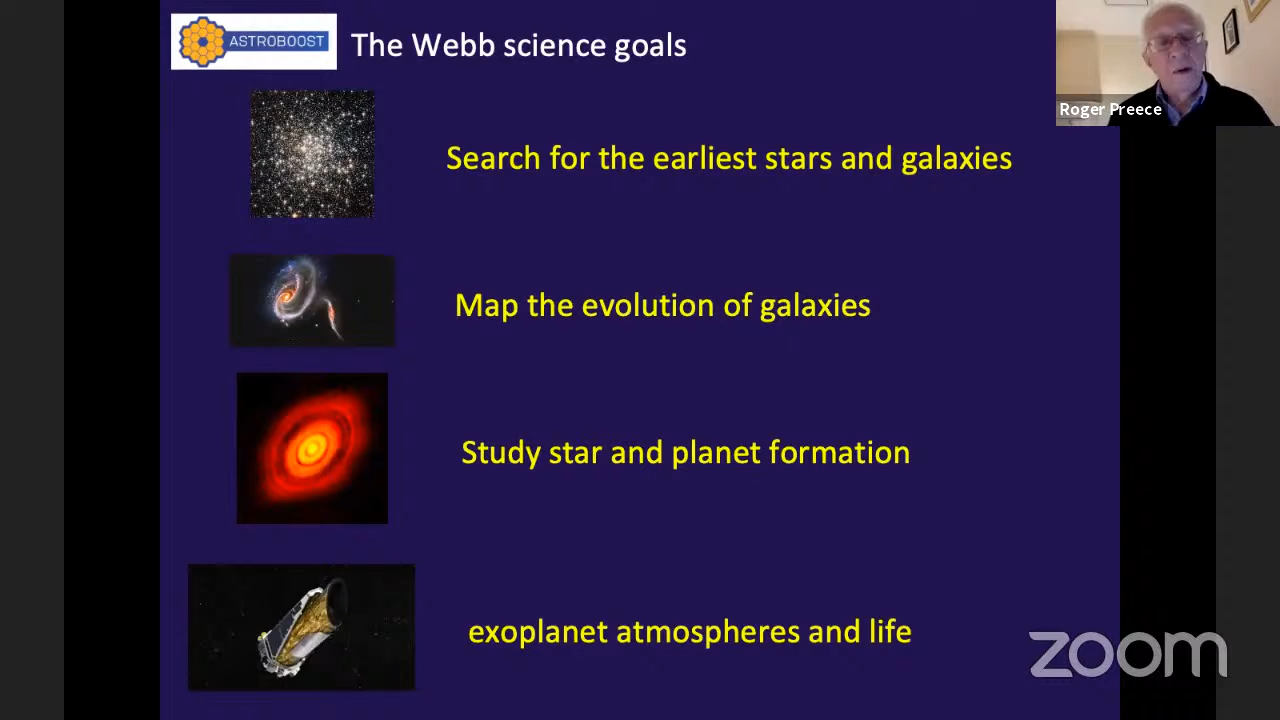 ASTROBOOST
The Webb science goals
Roger Preece
Search for the earliest stars and galaxies
Map the evolution of galaxies
Study star and planet formation
exoplanet atmospheres and life
zoom